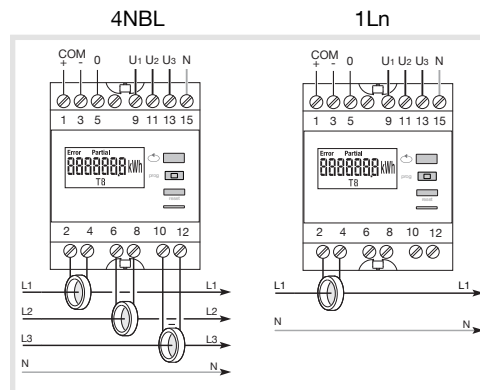 4NBL
COM
+ - 0 U1 U2 U3 N
1 3 5 9 11 13 15
Error Partial
kWh
T8
prog
reset
2 4 6 8 10 12
L1 L1
L2 L2
L3 L3
N N
1Ln
COM
+ - 0 U1 U2 U3 N
1 3 5 9 11 13 15
Error Partial
kWh
T8
prog
reset
2 4 6 8 10 12
L1 L1
N N